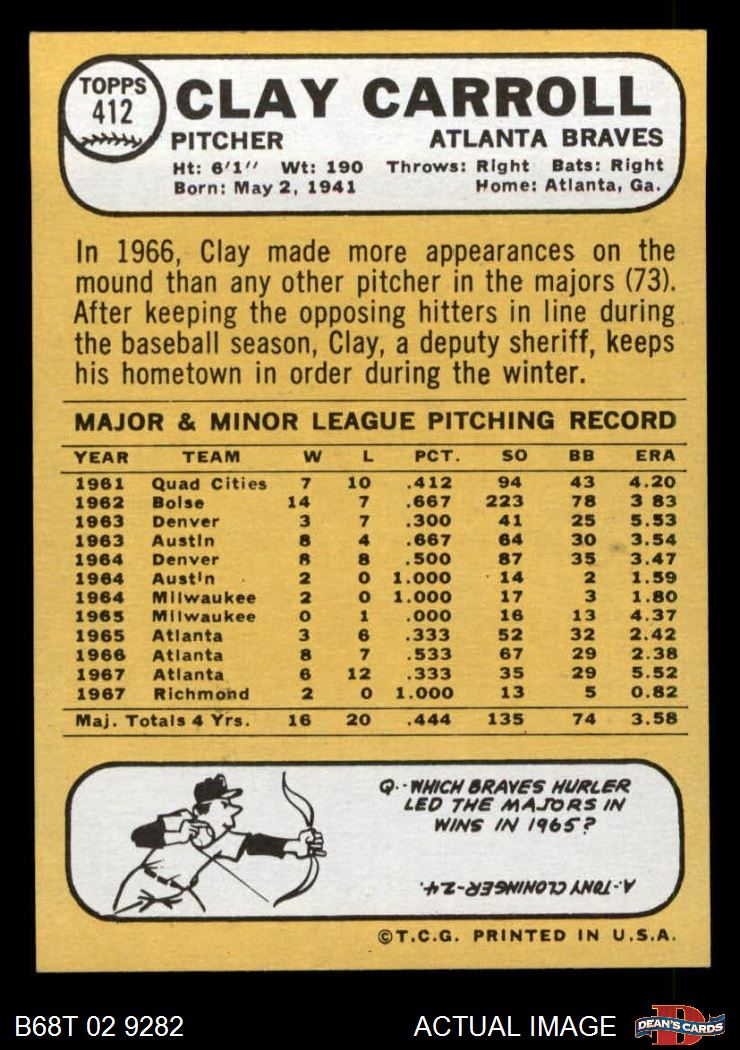 TOPPS
412
CLAY CARROLL
PITCHER ATLANTA BRAVES
Ht: 6'1" Wt: 190 Throws: Right Bats: Right
Born: May 2, 1941 Home: Atlanta, Ga.
In 1966, Clay made more appearances on the
mound than any other pitcher in the majors (73).
After keeping the opposing hitters in line during
the baseball season, Clay, a deputy sheriff, keeps
his hometown in order during the winter.
MAJOR & MINOR LEAGUE PITCHING RECORD
YEAR TEAM W L PCT. SO BB ERA
1961 Quad Cities 7 10 .412 94 43 4.20
1962 Boise 14 7 .667 223 78 3 83
1963 Denver 3 7 .300 41 25 5.53
1963 Austin 8 4 .667 64 30 3.54
1964 Denver 8 8 .500 87 35 3.47
1964 Austin 2 0 1.000 14 2 1.59
1964 Milwaukee 2 0 1.000 17 3 1.80
1965 Milwaukee 0 1 .000 16 13 4.37
1965 Atlanta 3 6 .333 52 32 2.42
1966 Atlanta 8 7 .533 67 29 2.38
1967 Atlanta 6 12 .333 35 29 5.52
1967 Richmond 2 0 1.000 13 5 0.82
Maj. Totals 4 Yrs. 16 20 .444 135 74 3.58
Q.-WHICH BRAVES HURLER
LED THE MAJORS IN
WINS IN 1965?
A-TONY CLONINGER-24.
©T.C.G. PRINTED IN U.S.A.
B68T 02 9282 ACTUAL IMAGE
D
DEAN'S CARDS